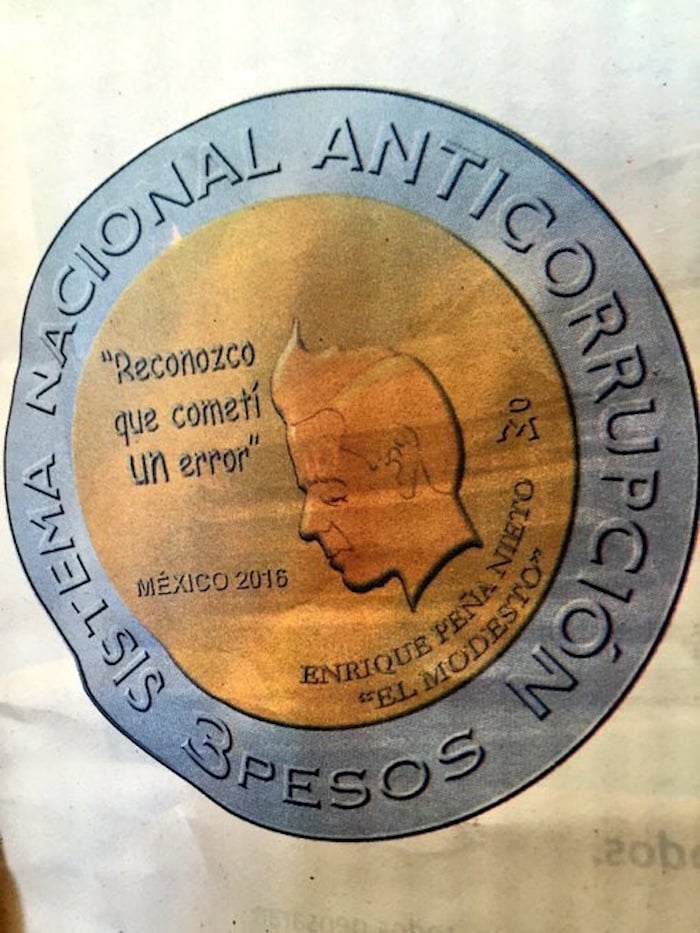 SISTEMA NACIONAL ANTICORRUPCIÓN
"Reconozco
que cometí
un error"
MÉXICO 2016
ENRIQUE PEÑA NIETO
"EL MODESTO"
3 PESOS